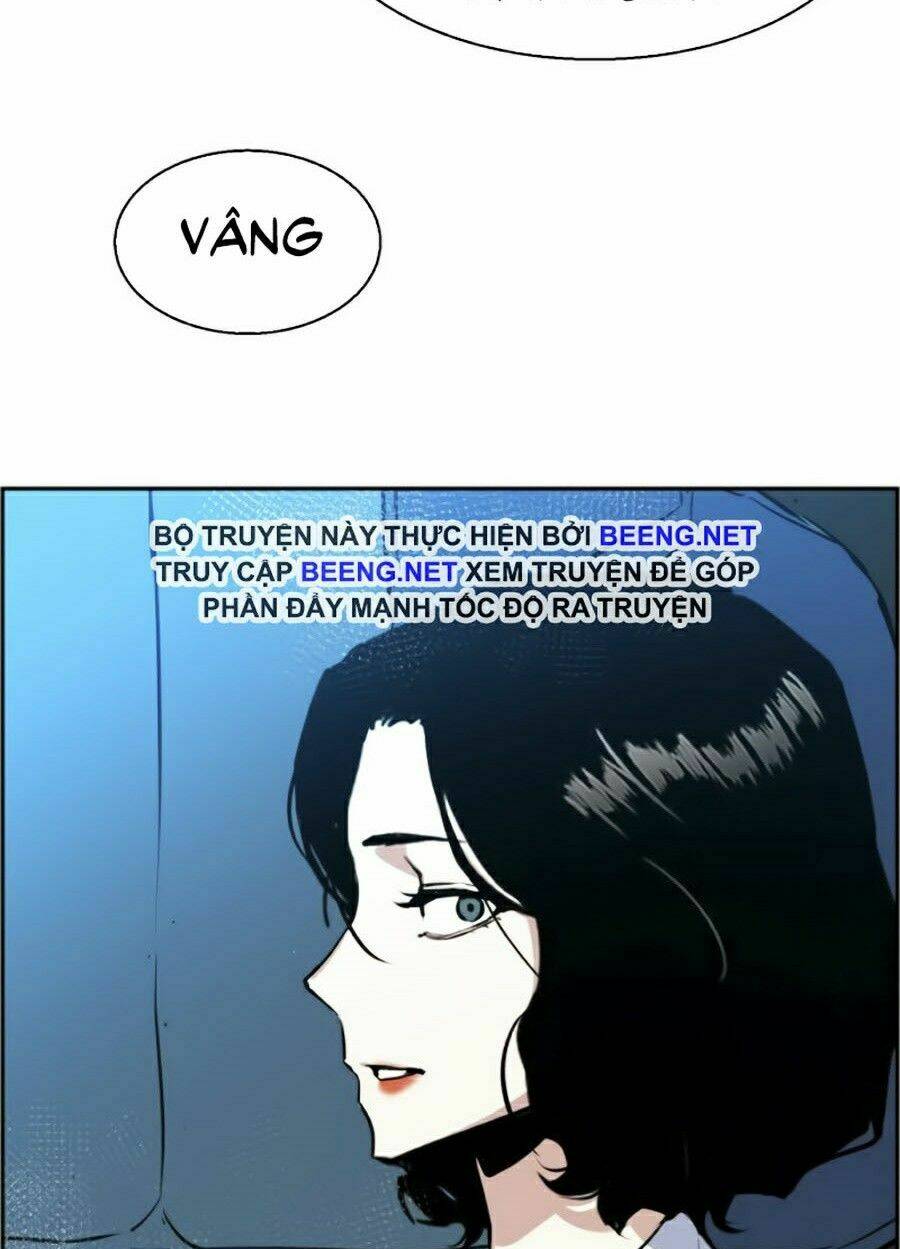 VÂNG
BỘ TRUYỆN NÀY THỰC HIỆN BỞI BEENG.NET
TRUY CẬP BEENG.NET XEM TRUYỆN ĐỂ GÓP
PHẦN ĐẨY MẠNH TỐC ĐỘ RA TRUYỆN